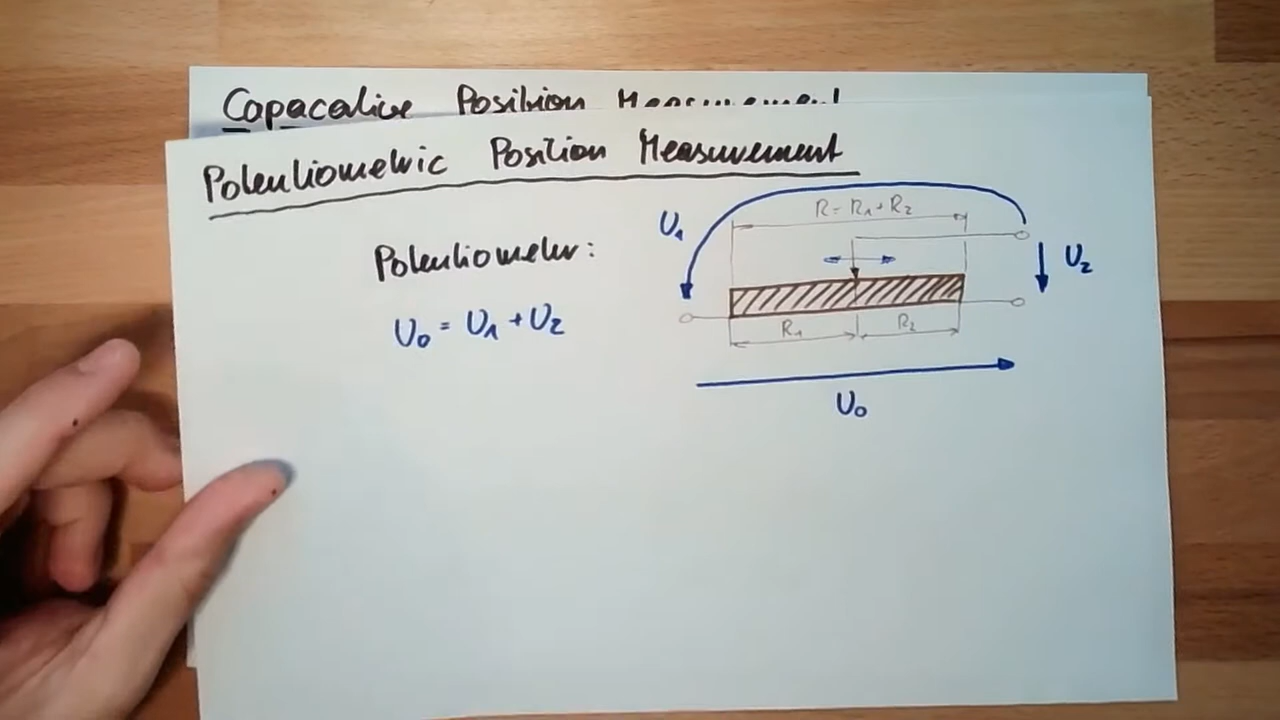 Capacative Position Measurement
Potentiometric Position Measurement
R = R1 + R2
U1
Potentiometer:
U2
U0 = U1 + U2
R1
R2
U0